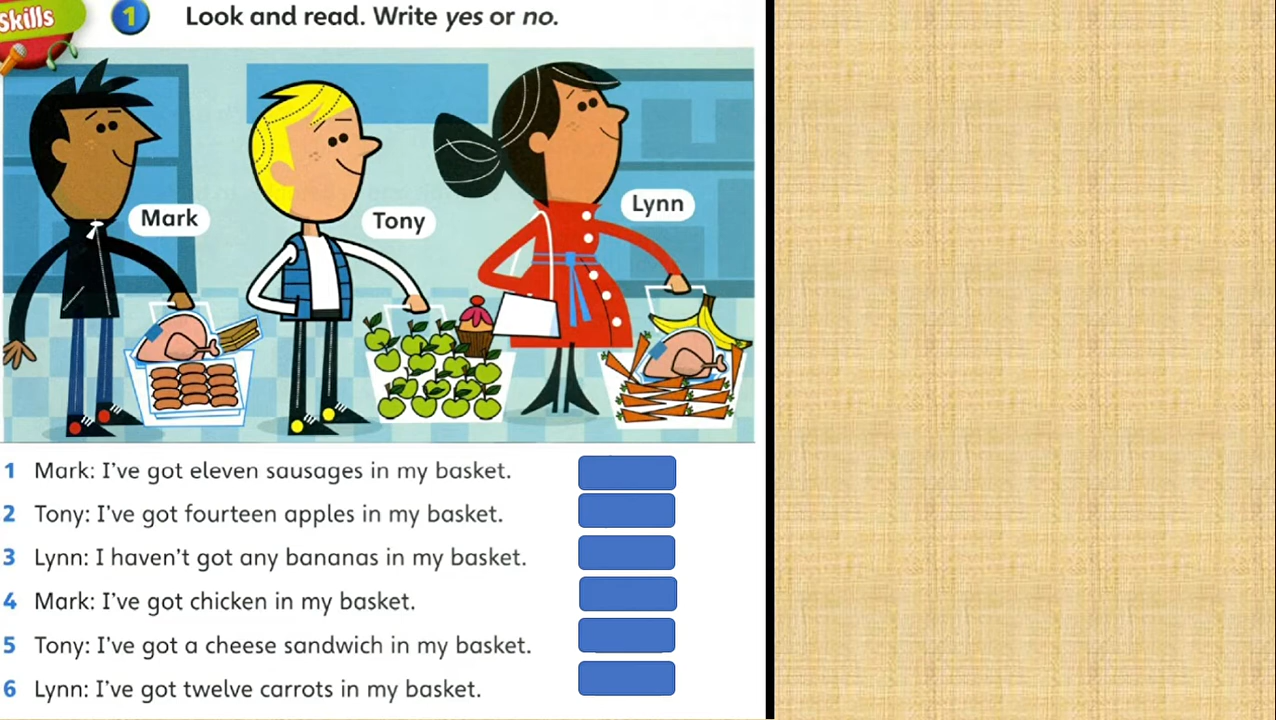 Skills
1 Look and read. Write yes or no.
Mark
Tony
Lynn
1 Mark: I've got eleven sausages in my basket.
2 Tony: I've got fourteen apples in my basket.
3 Lynn: I haven't got any bananas in my basket.
4 Mark: I've got chicken in my basket.
5 Tony: I've got a cheese sandwich in my basket.
6 Lynn: I've got twelve carrots in my basket.